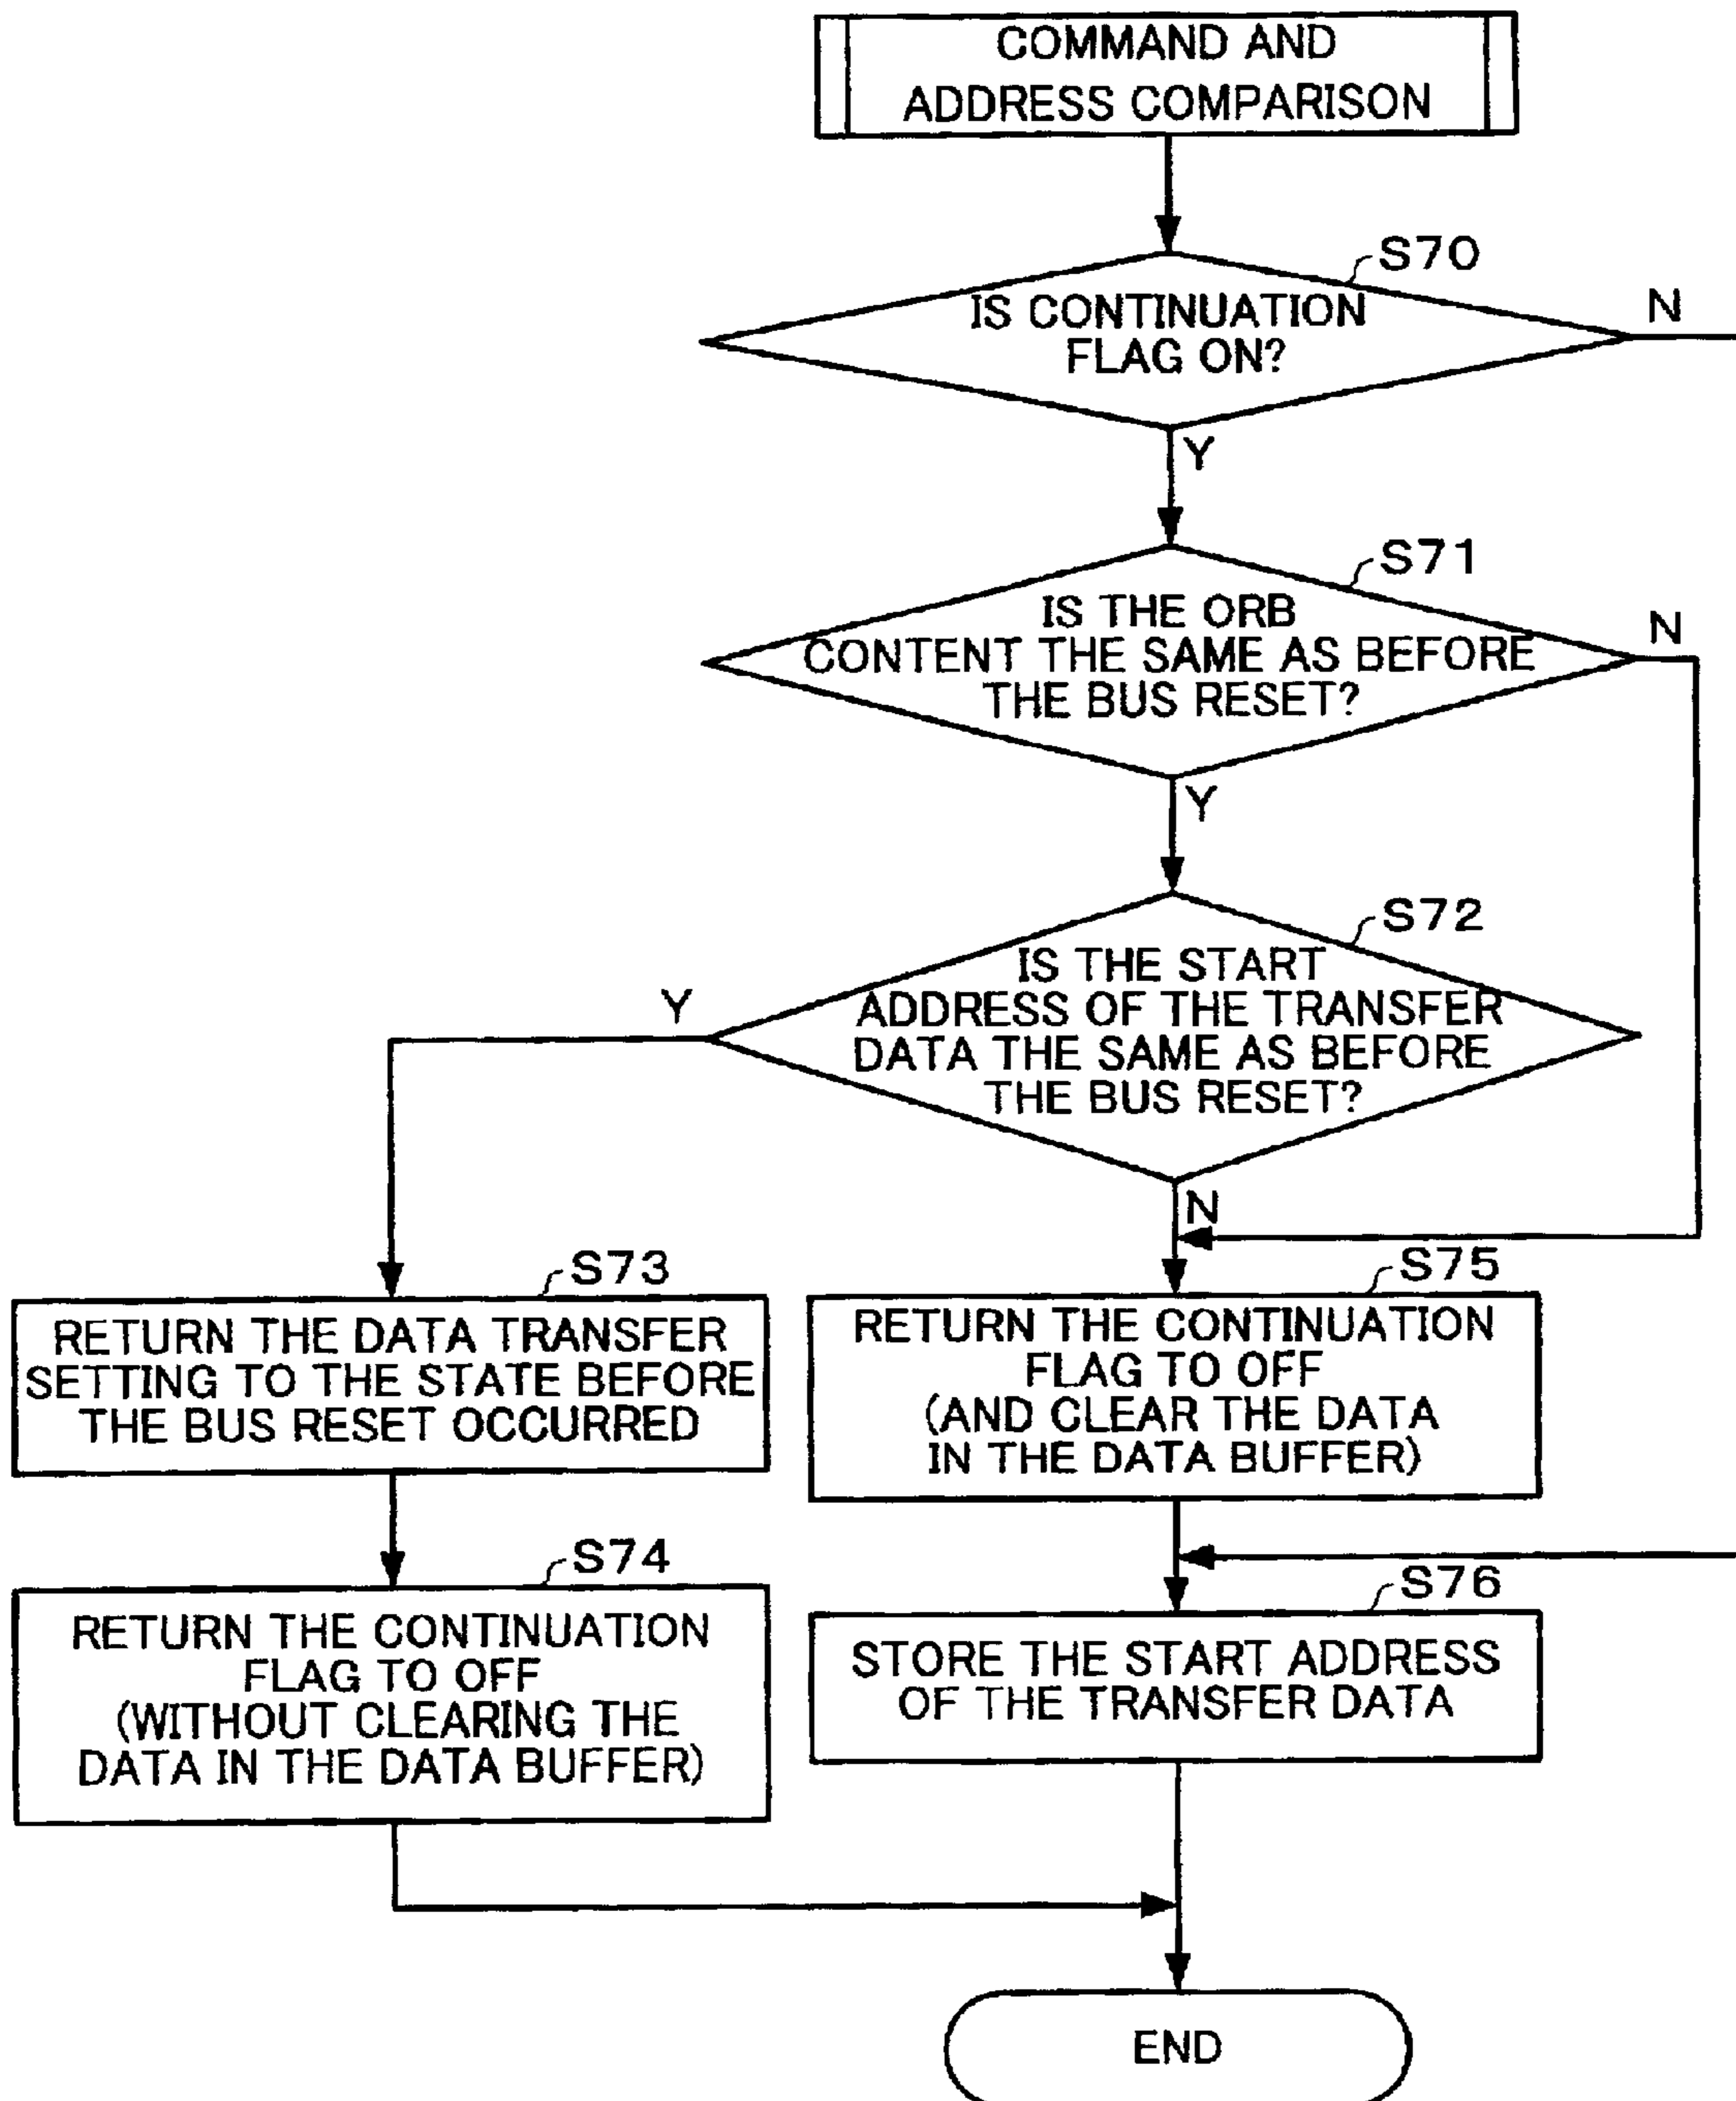 COMMAND AND
ADDRESS COMPARISON
S70
IS CONTINUATION
FLAG ON?
N
Y
S71
IS THE ORB
CONTENT THE SAME AS BEFORE
THE BUS RESET?
N
Y
S72
IS THE START
ADDRESS OF THE TRANSFER
DATA THE SAME AS BEFORE
THE BUS RESET?
Y
N
S73
RETURN THE DATA TRANSFER
SETTING TO THE STATE BEFORE
THE BUS RESET OCCURRED
S75
RETURN THE CONTINUATION
FLAG TO OFF
(AND CLEAR THE DATA
IN THE DATA BUFFER)
S74
RETURN THE CONTINUATION
FLAG TO OFF
(WITHOUT CLEARING THE
DATA IN THE DATA BUFFER)
S76
STORE THE START ADDRESS
OF THE TRANSFER DATA
END